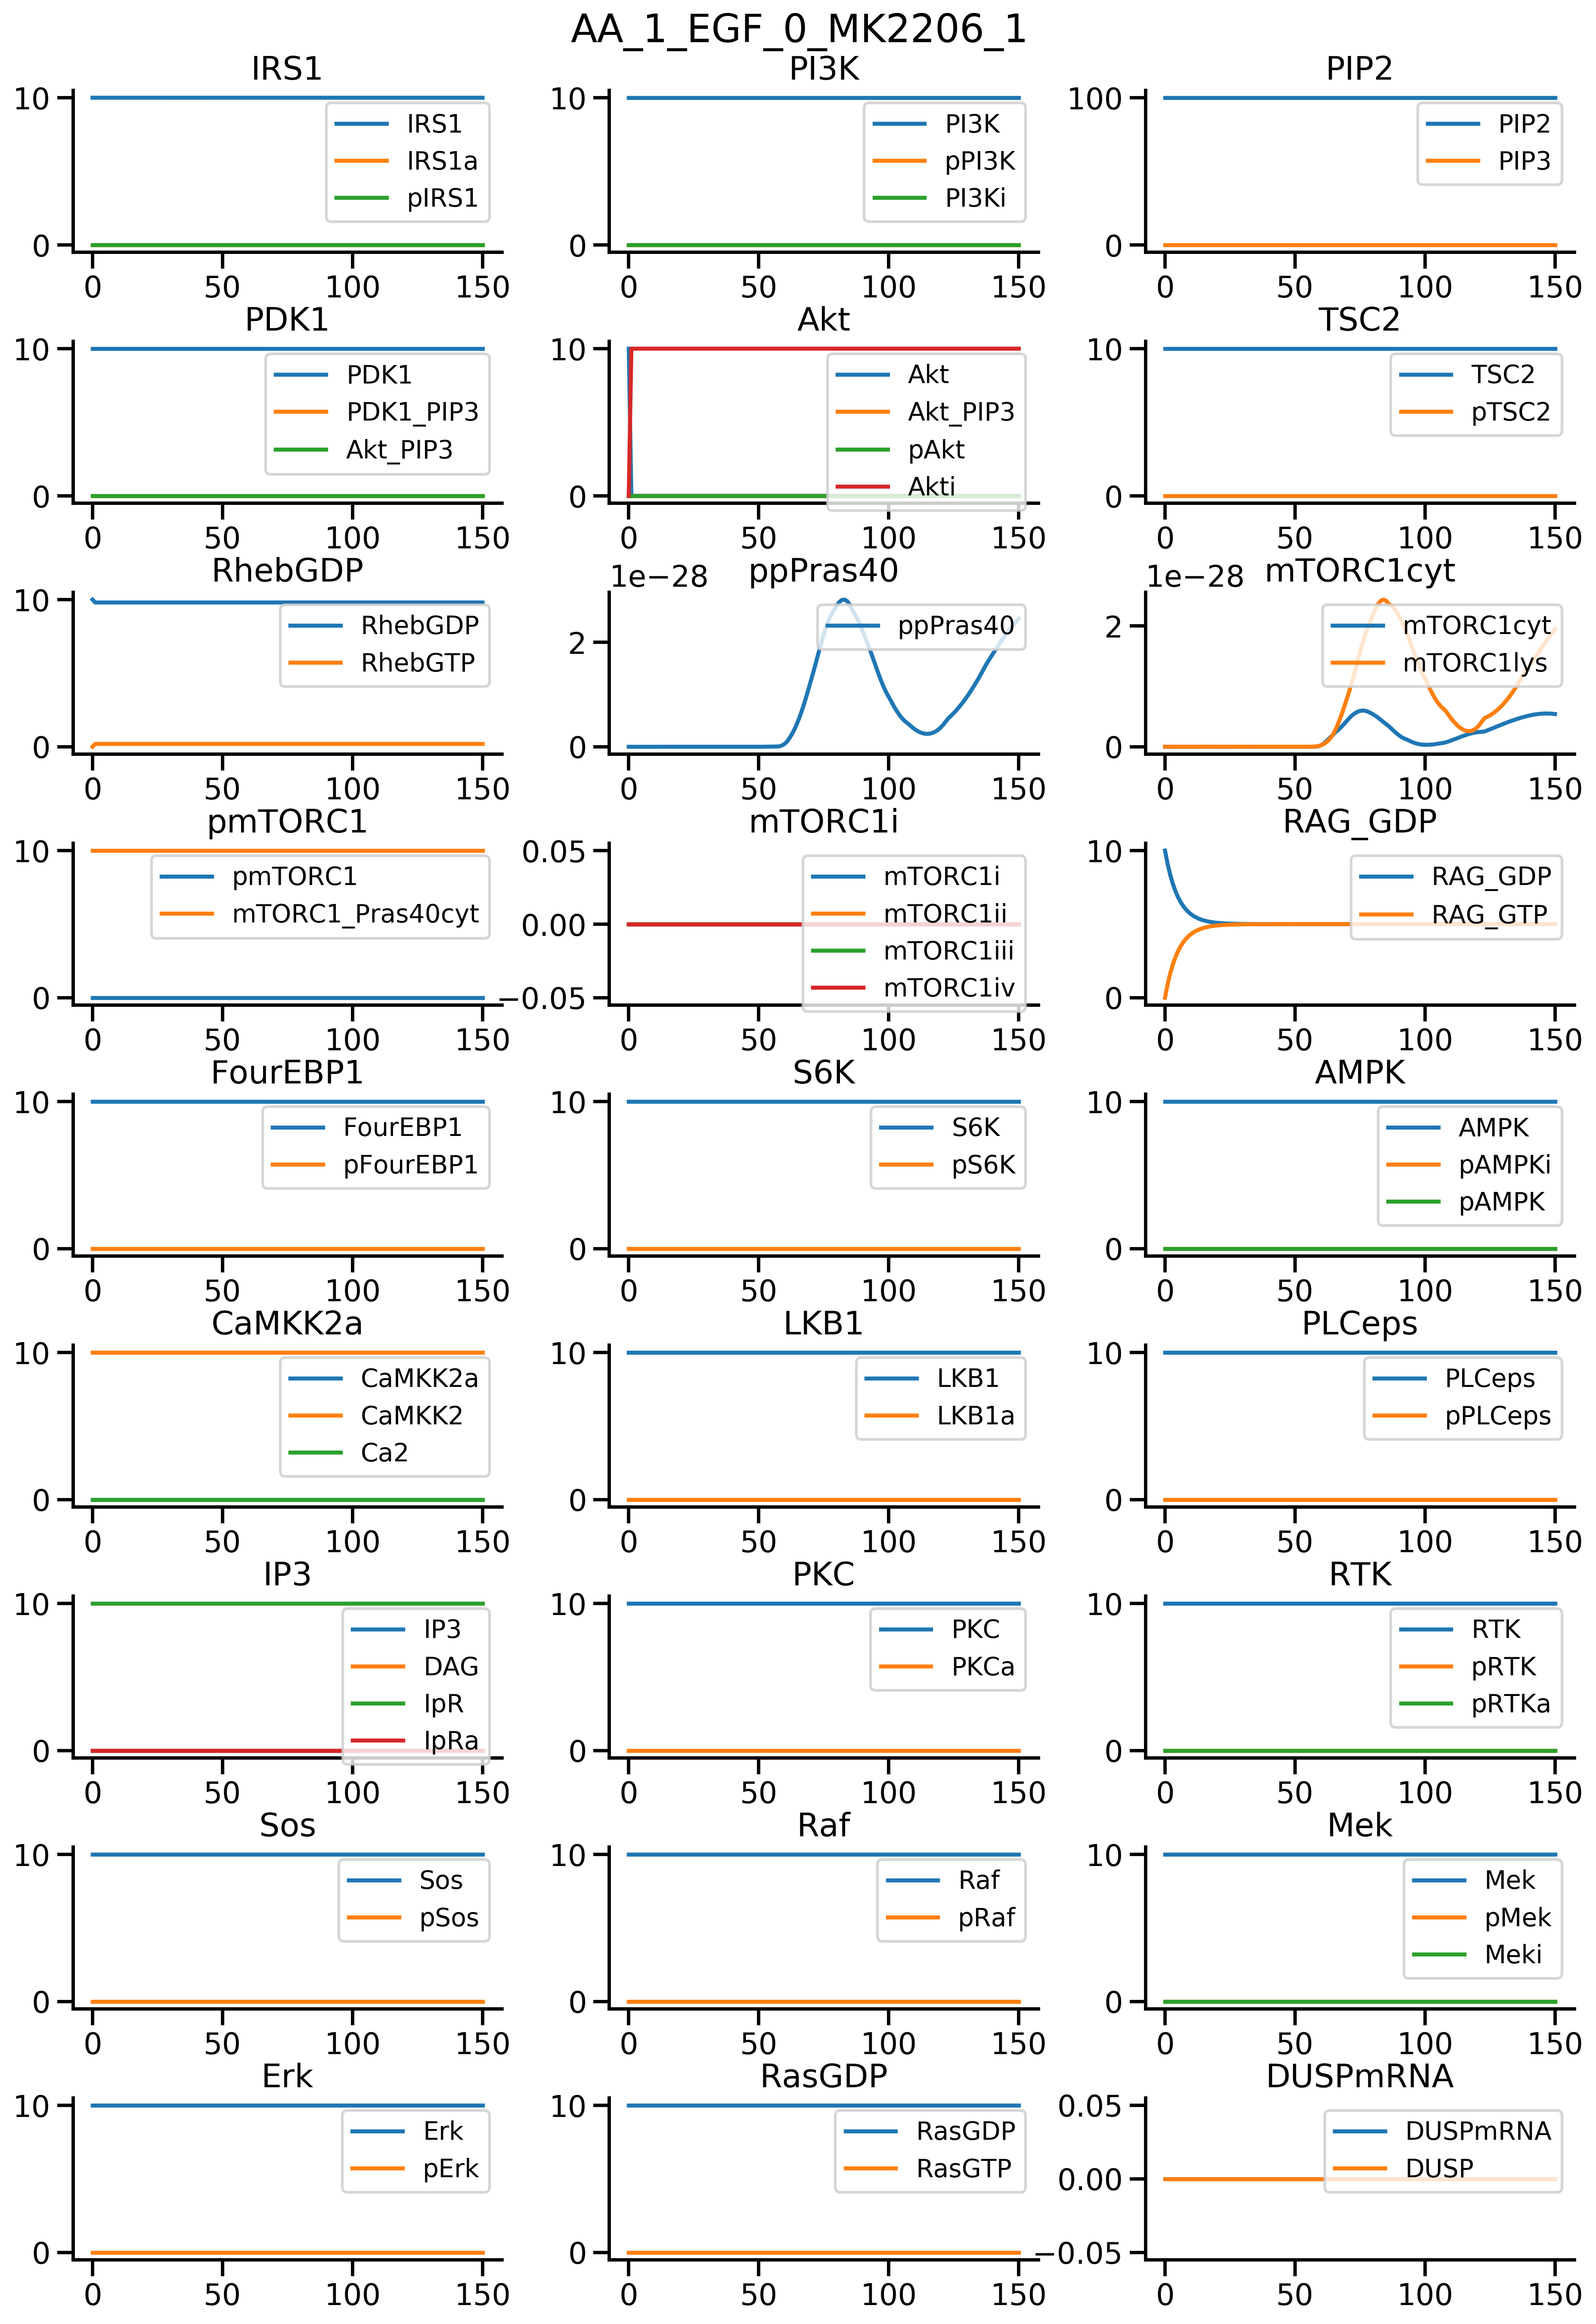 AA_1_EGF_0_MK2206_1
IRS1
10
0
0 50 100 150
IRS1
IRS1a
pIRS1
PI3K
10
0
0 50 100 150
PI3K
pPI3K
PI3Ki
PIP2
100
0
0 50 100 150
PIP2
PIP3
PDK1
10
0
0 50 100 150
PDK1
PDK1_PIP3
Akt_PIP3
Akt
10
0
0 50 100 150
Akt
Akt_PIP3
pAkt
Akti
TSC2
10
0
0 50 100 150
TSC2
pTSC2
RhebGDP
10
0
0 50 100 150
RhebGDP
RhebGTP
1e−28 ppPras40
2
0
0 50 100 150
ppPras40
1e−28 mTORC1cyt
2
0
0 50 100 150
mTORC1cyt
mTORC1lys
pmTORC1
10
0
0 50 100 150
pmTORC1
mTORC1_Pras40cyt
mTORC1i
0.05
0.00
−0.05
0 50 100 150
mTORC1i
mTORC1ii
mTORC1iii
mTORC1iv
RAG_GDP
10
0
0 50 100 150
RAG_GDP
RAG_GTP
FourEBP1
10
0
0 50 100 150
FourEBP1
pFourEBP1
S6K
10
0
0 50 100 150
S6K
pS6K
AMPK
10
0
0 50 100 150
AMPK
pAMPKi
pAMPK
CaMKK2a
10
0
0 50 100 150
CaMKK2a
CaMKK2
Ca2
LKB1
10
0
0 50 100 150
LKB1
LKB1a
PLCeps
10
0
0 50 100 150
PLCeps
pPLCeps
IP3
10
0
0 50 100 150
IP3
DAG
IpR
IpRa
PKC
10
0
0 50 100 150
PKC
PKCa
RTK
10
0
0 50 100 150
RTK
pRTK
pRTKa
Sos
10
0
0 50 100 150
Sos
pSos
Raf
10
0
0 50 100 150
Raf
pRaf
Mek
10
0
0 50 100 150
Mek
pMek
Meki
Erk
10
0
0 50 100 150
Erk
pErk
RasGDP
10
0
0 50 100 150
RasGDP
RasGTP
DUSPmRNA
0.05
0.00
−0.05
0 50 100 150
DUSPmRNA
DUSP